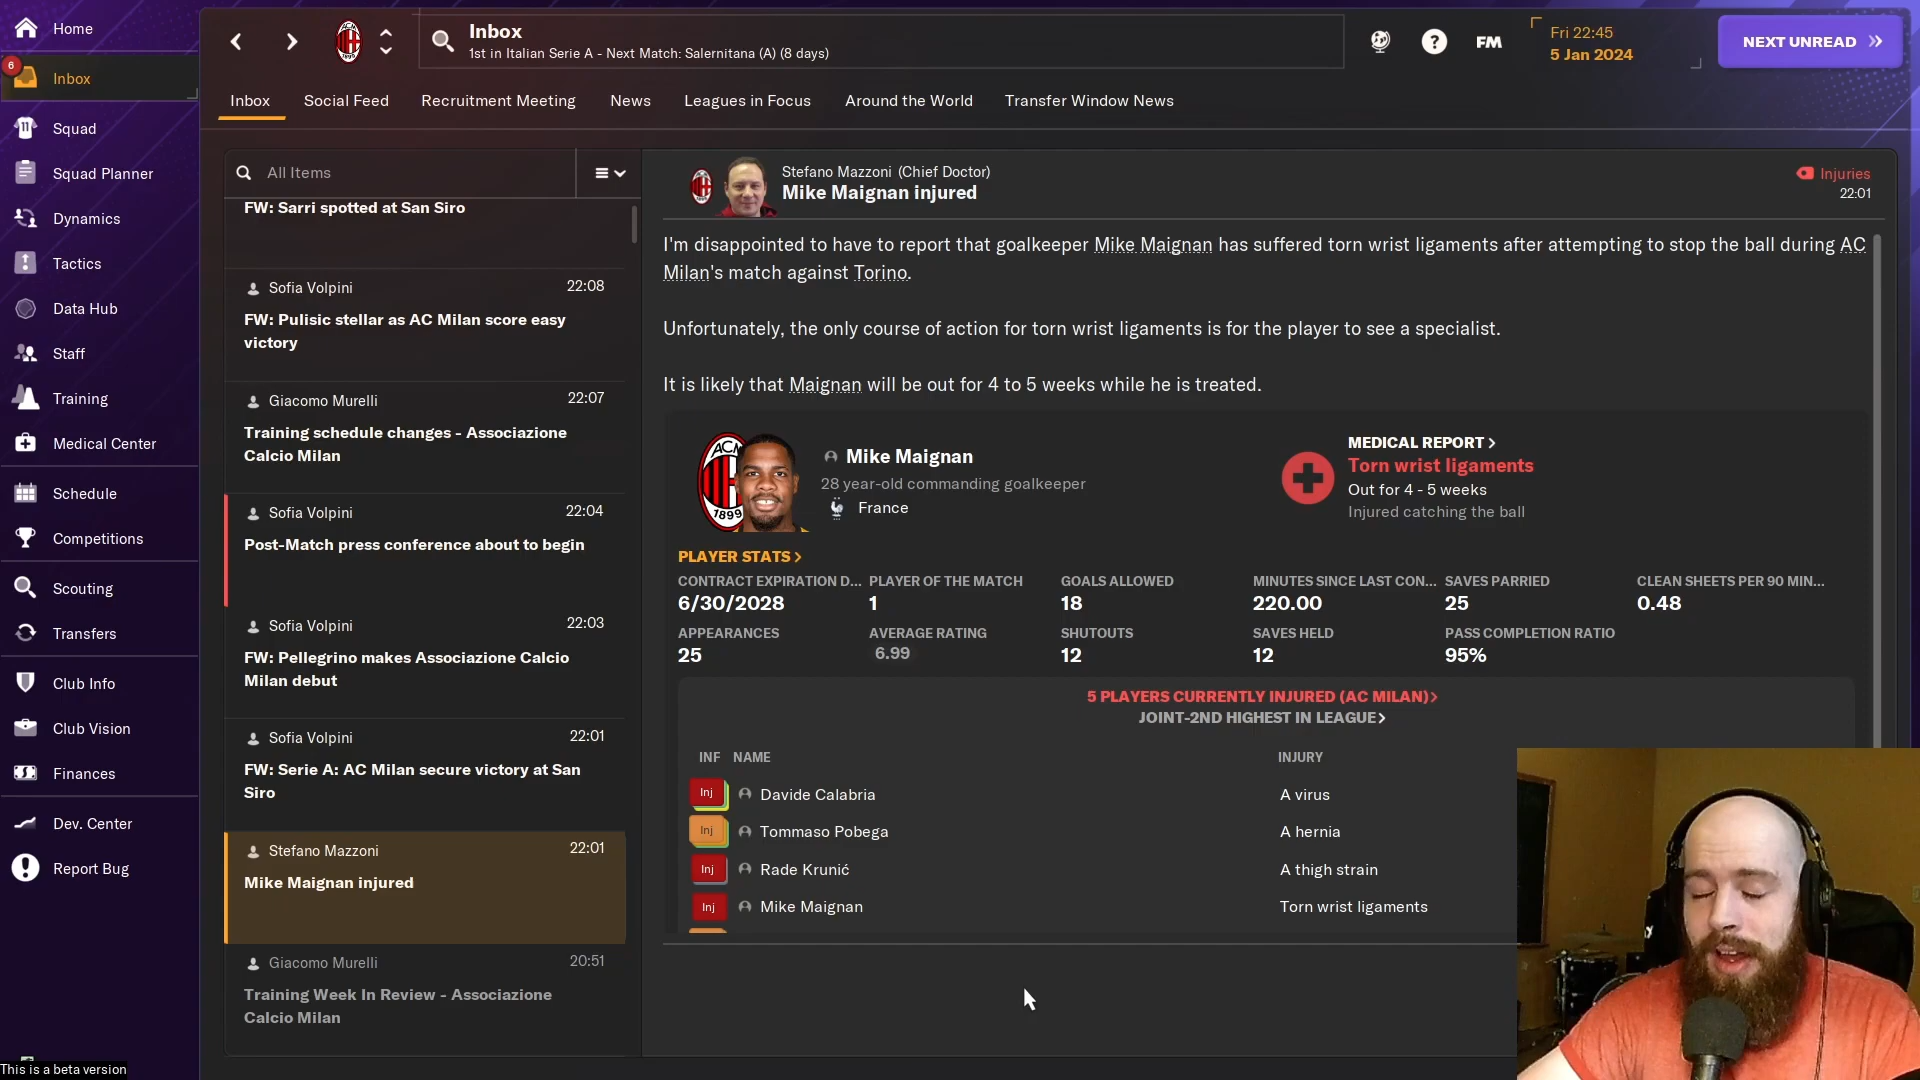 Home
6
Inbox
Squad
Squad Planner
Dynamics
Tactics
Data Hub
Staff
Training
Medical Center
Schedule
Competitions
Scouting
Transfers
Club Info
Club Vision
Finances
Dev. Center
Report Bug
This is a beta version
Inbox
1st in Italian Serie A - Next Match: Salernitana (A) (8 days)
?
FM
Fri 22:45
5 Jan 2024
NEXT UNREAD
Inbox
Social Feed
Recruitment Meeting
News
Leagues in Focus
Around the World
Transfer Window News
All Items
FW: Sarri spotted at San Siro
Sofia Volpini 22:08
FW: Pulisic stellar as AC Milan score easy
victory
Giacomo Murelli 22:07
Training schedule changes - Associazione
Calcio Milan
Sofia Volpini 22:04
Post-Match press conference about to begin
Sofia Volpini 22:03
FW: Pellegrino makes Associazione Calcio
Milan debut
Sofia Volpini 22:01
FW: Serie A: AC Milan secure victory at San
Siro
Stefano Mazzoni 22:01
Mike Maignan injured
Giacomo Murelli 20:51
Training Week In Review - Associazione
Calcio Milan
Stefano Mazzoni (Chief Doctor)
Mike Maignan injured
Injuries
22:01
I'm disappointed to have to report that goalkeeper Mike Maignan has suffered torn wrist ligaments after attempting to stop the ball during AC
Milan's match against Torino.
Unfortunately, the only course of action for torn wrist ligaments is for the player to see a specialist.
It is likely that Maignan will be out for 4 to 5 weeks while he is treated.
ACM
1899
Mike Maignan
28 year-old commanding goalkeeper
France
MEDICAL REPORT >
Torn wrist ligaments
Out for 4 - 5 weeks
Injured catching the ball
PLAYER STATS >
CONTRACT EXPIRATION D... PLAYER OF THE MATCH GOALS ALLOWED MINUTES SINCE LAST CON... SAVES PARRIED CLEAN SHEETS PER 90 MIN...
6/30/2028 1 18 220.00 25 0.48
APPEARANCES AVERAGE RATING SHUTOUTS SAVES HELD PASS COMPLETION RATIO
25 6.99 12 12 95%
5 PLAYERS CURRENTLY INJURED (AC MILAN)>
JOINT-2ND HIGHEST IN LEAGUE>
INF NAME INJURY
Inj Davide Calabria A virus
Inj Tommaso Pobega A hernia
Inj Rade Krunić A thigh strain
Inj Mike Maignan Torn wrist ligaments